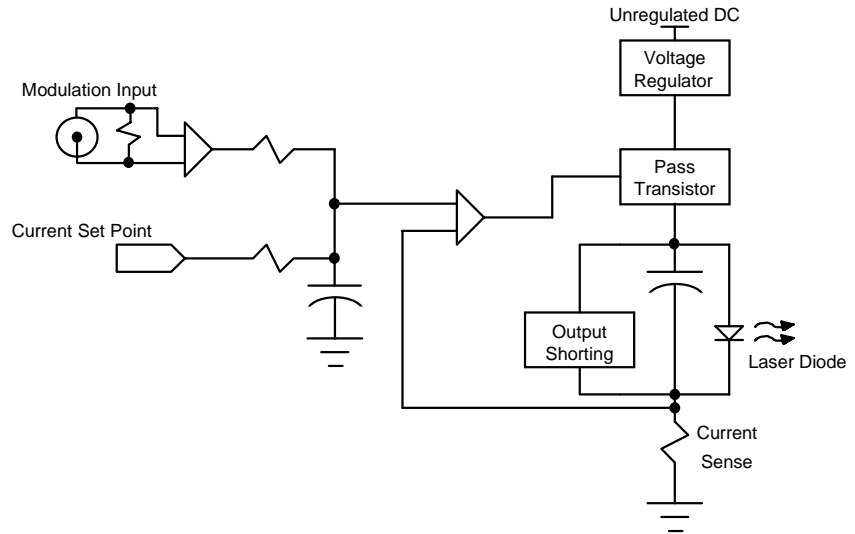 Unregulated DC
Voltage
Regulator
Modulation Input
Pass
Transistor
Current Set Point
Output
Shorting
Laser Diode
Current
Sense